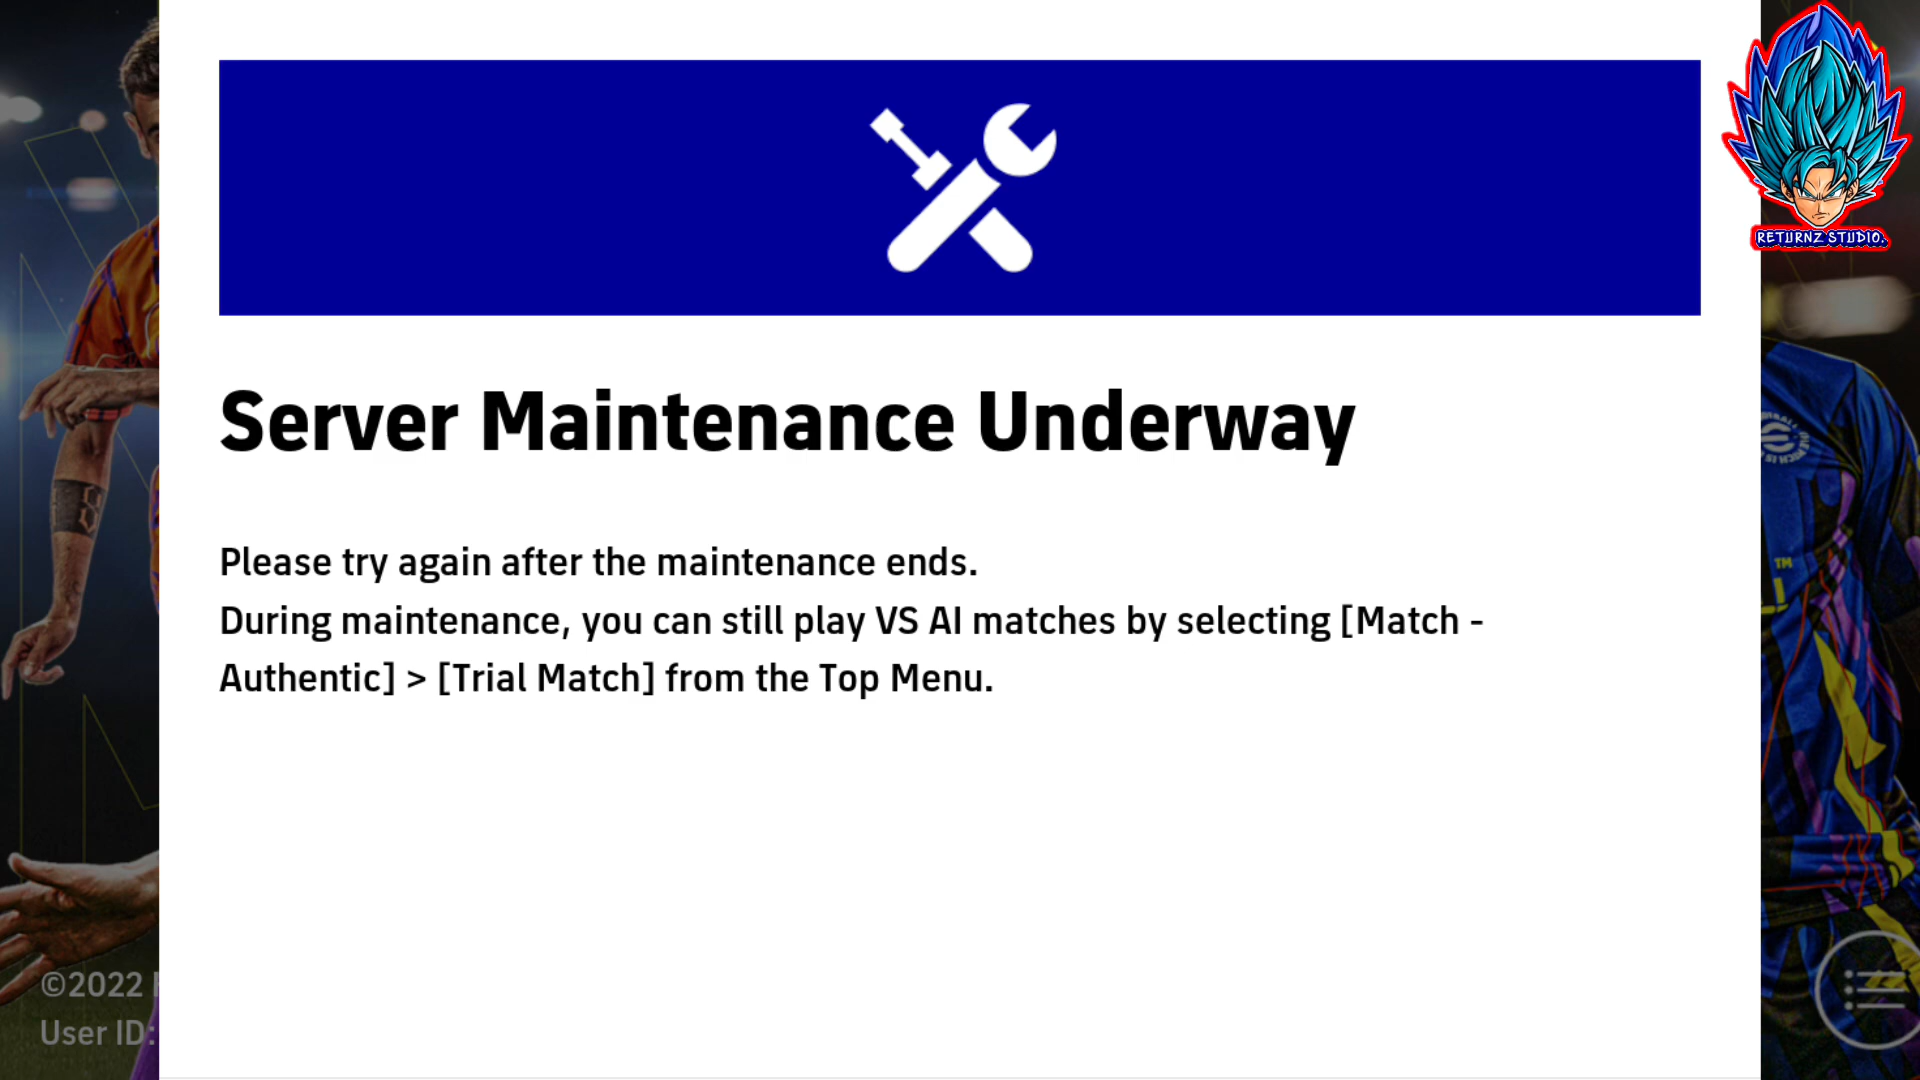 RETURNZ STUDIO.
Server Maintenance Underway
Please try again after the maintenance ends.
During maintenance, you can still play VS AI matches by selecting [Match -
Authentic] > [Trial Match] from the Top Menu.
TM
©2022
User ID: